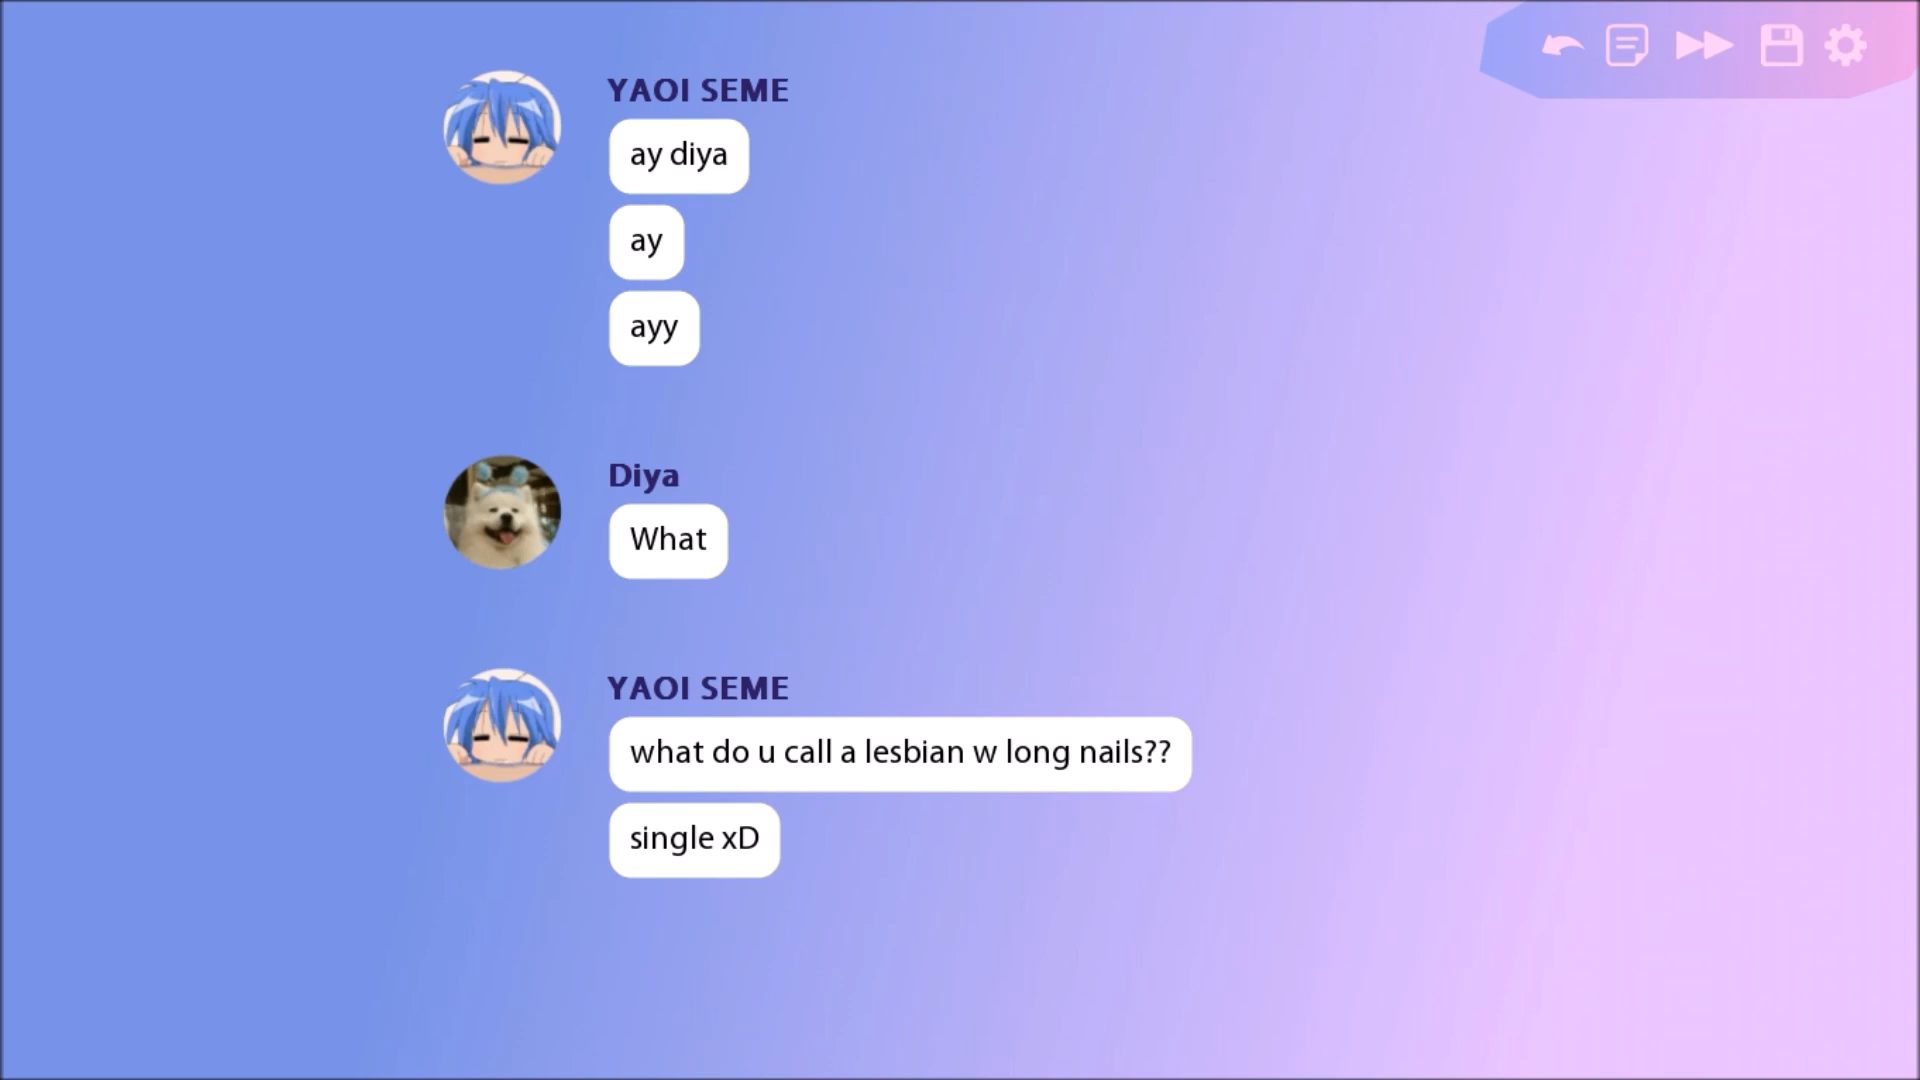 YAOI SEME
ay diya
ay
ayy
Diya
What
YAOI SEME
what do u call a lesbian w long nails??
single xD